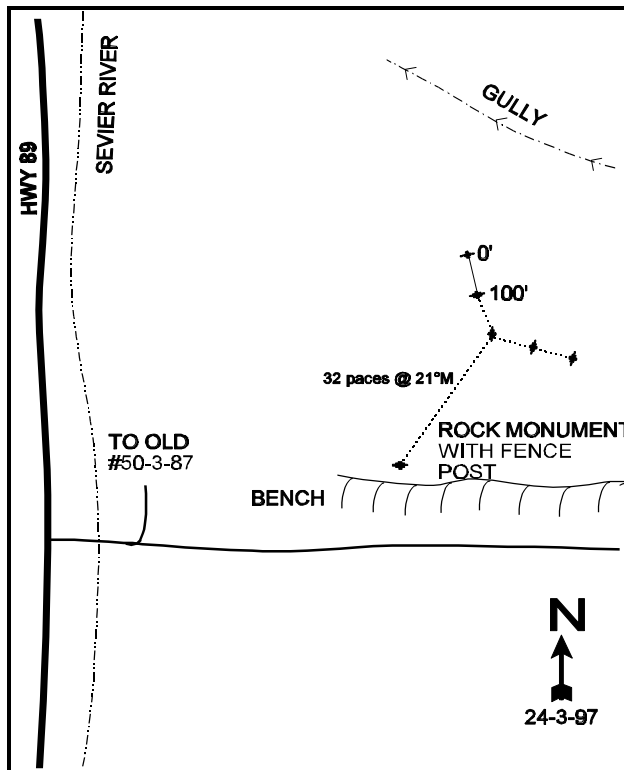 HWY 89
SEVIER RIVER
GULLY
0'
100'
32 paces @ 21°M
ROCK MONUMENT
WITH FENCE
POST
TO OLD
#50-3-87
BENCH
N
24-3-97